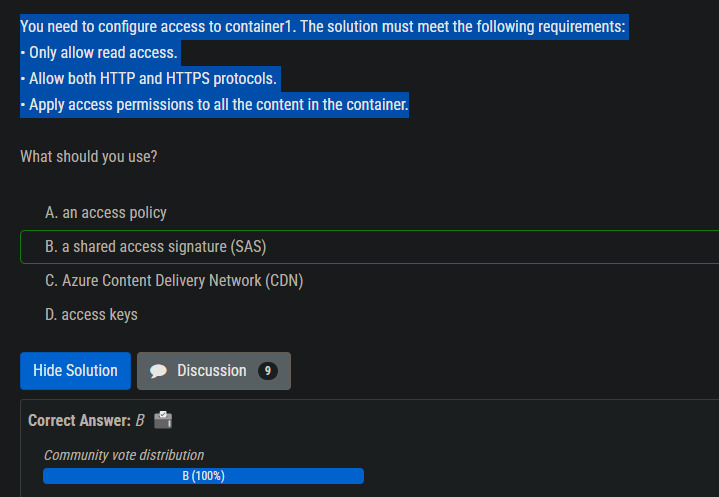 You need to configure access to container1. The solution must meet the following requirements:
• Only allow read access.
• Allow both HTTP and HTTPS protocols.
• Apply access permissions to all the content in the container.
What should you use?
A. an access policy
B. a shared access signature (SAS)
C. Azure Content Delivery Network (CDN)
D. access keys
Hide Solution
Discussion 9
Correct Answer: B
Community vote distribution
B (100%)